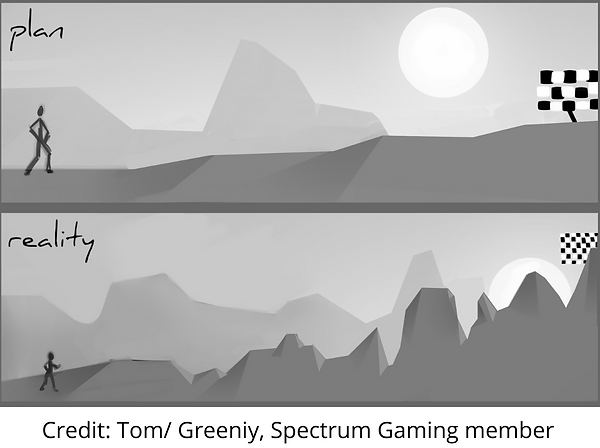 plan
reality
Credit: Tom/ Greeniy, Spectrum Gaming member